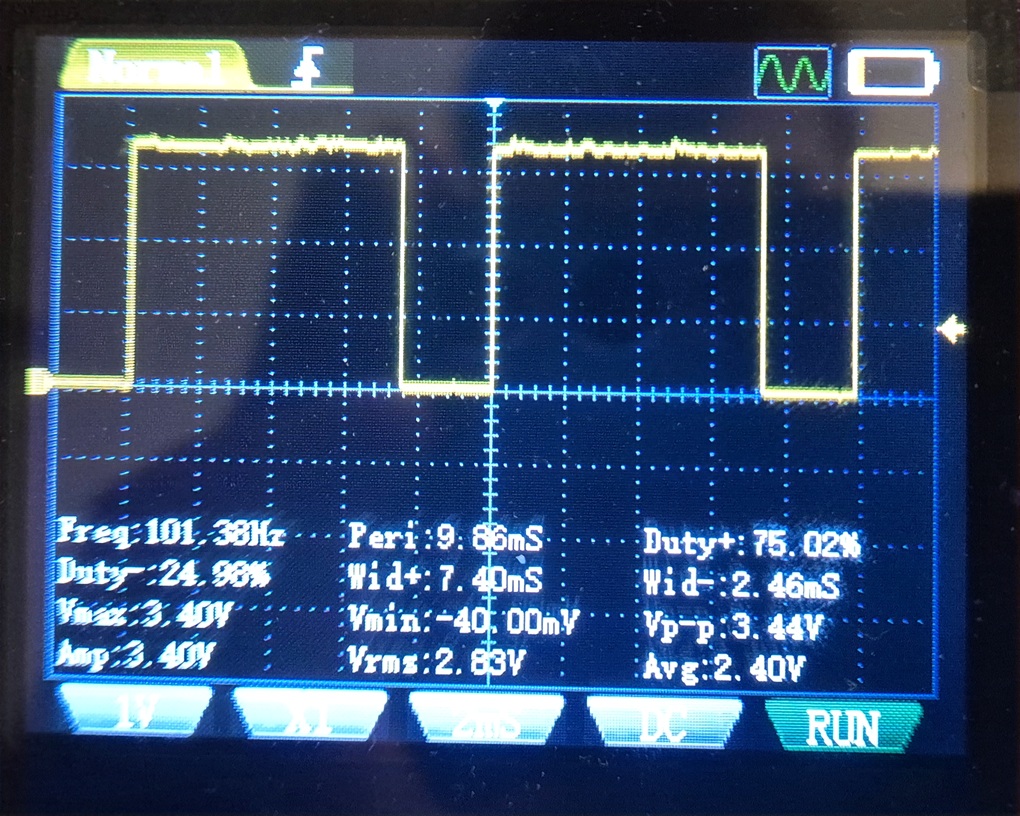 Normal
Freq:101.38Hz Peri:9.86mS Duty+:75.02%
Duty-:24.98% Wid+:7.40mS Wid-:2.46mS
Vmax:3.40V Vmin:-40.00mV Vp-p:3.44V
Amp:3.40V Vrms:2.83V Avg:2.40V
1V X1 2mS DC RUN